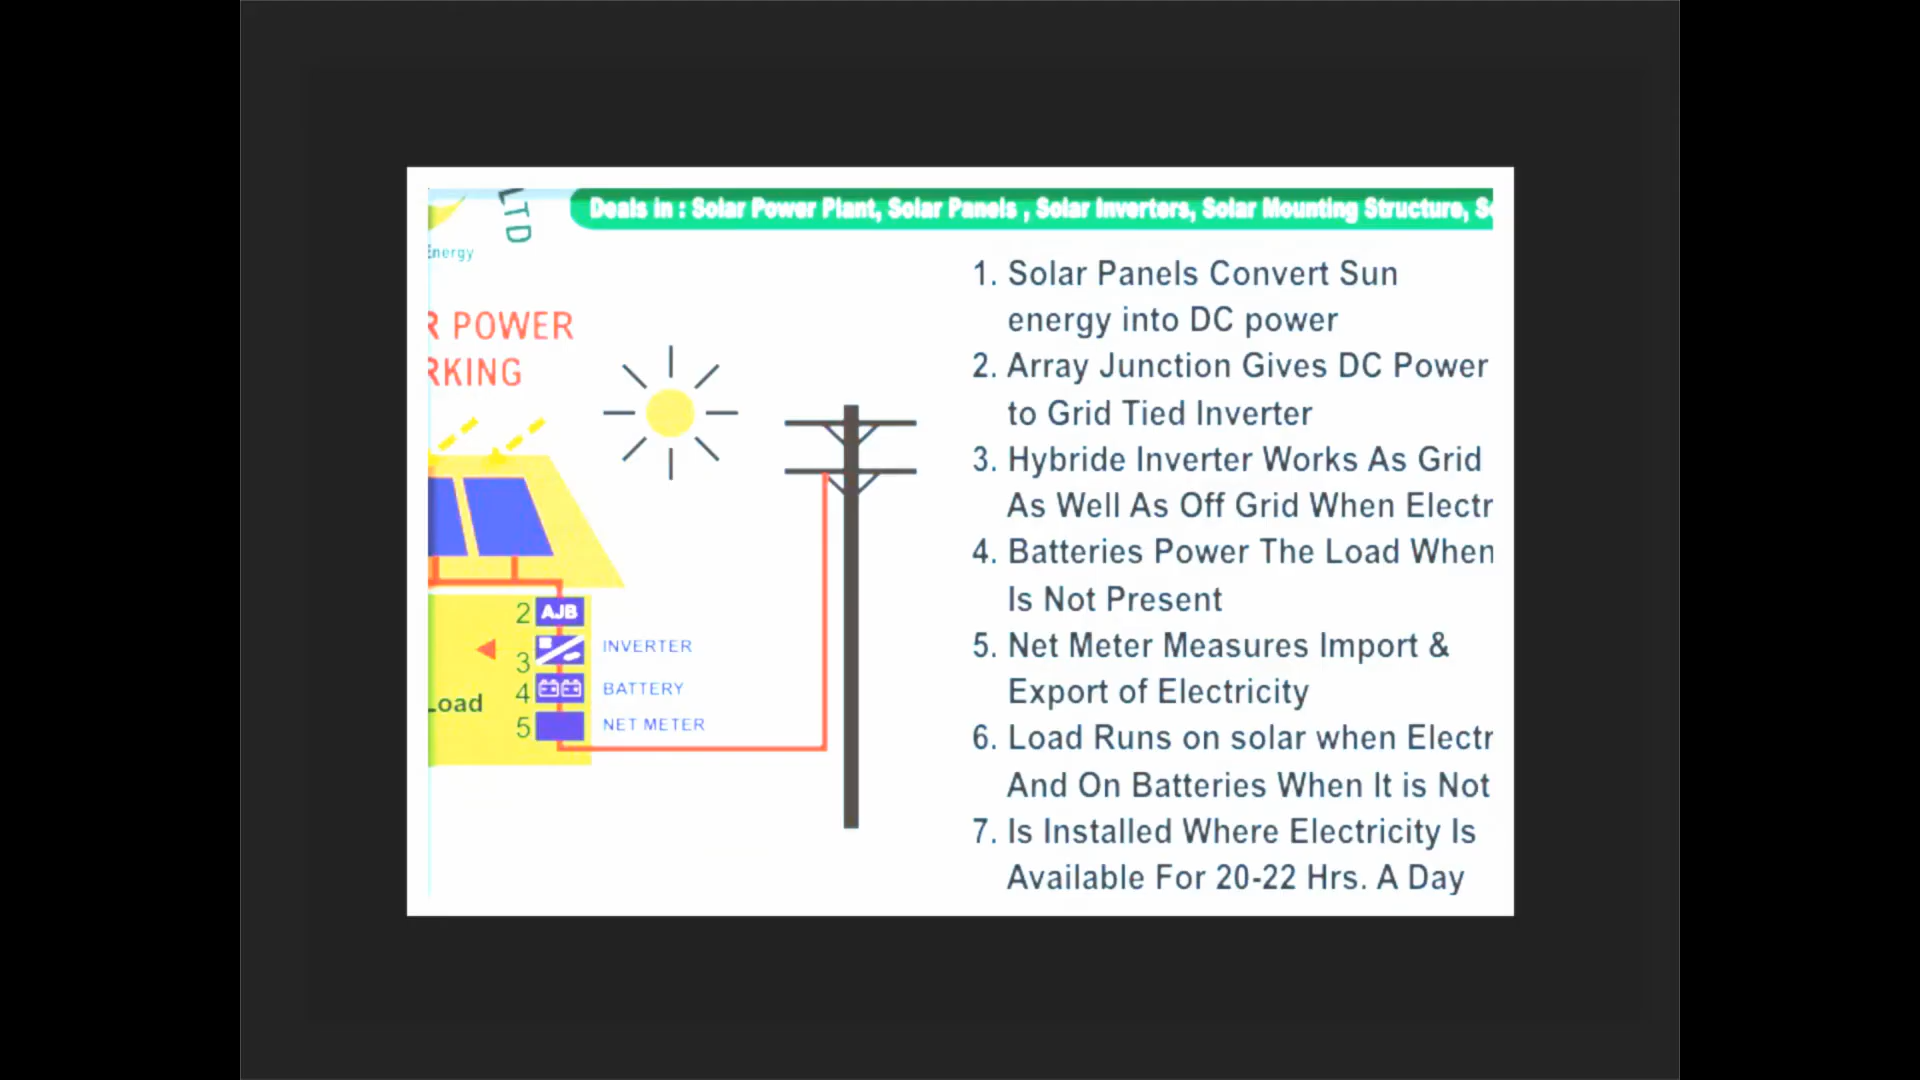 LTD
Deals in : Solar Power Plant, Solar Panels , Solar Inverters, Solar Mounting Structure,
Energy
R POWER
RKING
1. Solar Panels Convert Sun
energy into DC power
2. Array Junction Gives DC Power
to Grid Tied Inverter
3. Hybride Inverter Works As Grid
As Well As Off Grid When Electr
4. Batteries Power The Load When
Is Not Present
5. Net Meter Measures Import &
Export of Electricity
6. Load Runs on solar when Electr
And On Batteries When It is Not
7. Is Installed Where Electricity Is
Available For 20-22 Hrs. A Day
2 AJB
3 INVERTER
4 BATTERY
Load
5 NET METER